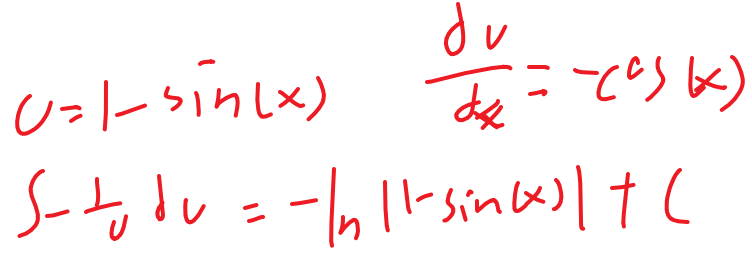 u = 1 - sin(x)    du/dx = -cos(x)
∫ - 1/u du = -ln|1 - sin(x)| + C